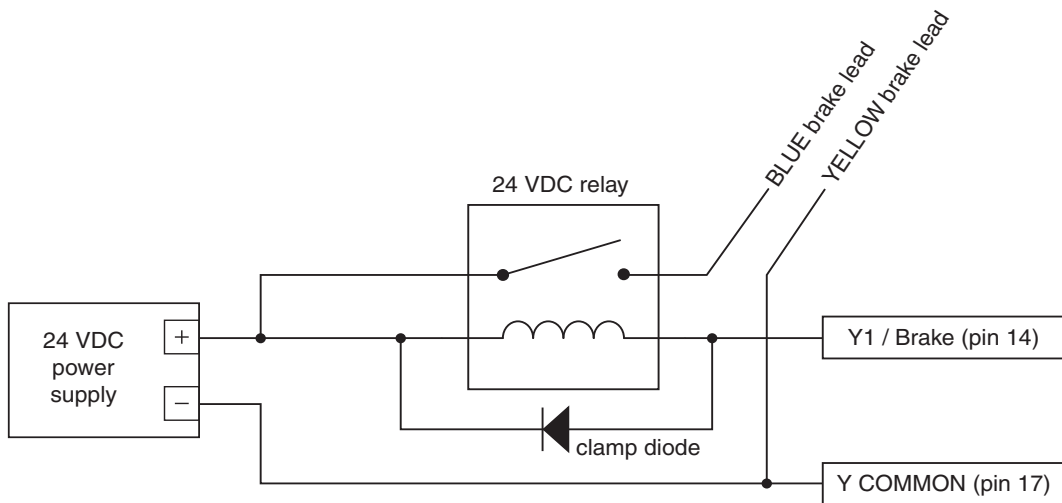 BLUE brake lead
YELLOW brake lead
24 VDC relay
24 VDC
power
supply
+
−
Y1 / Brake (pin 14)
clamp diode
Y COMMON (pin 17)